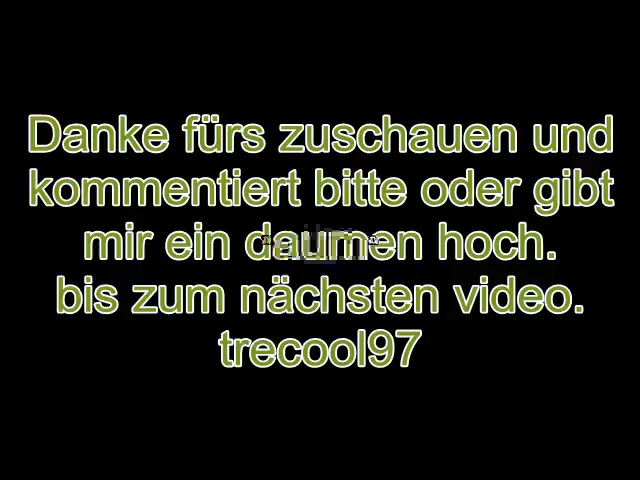 Danke fürs zuschauen und
kommentiert bitte oder gibt
mir ein daumen hoch.
bis zum nächsten video.
trecool97